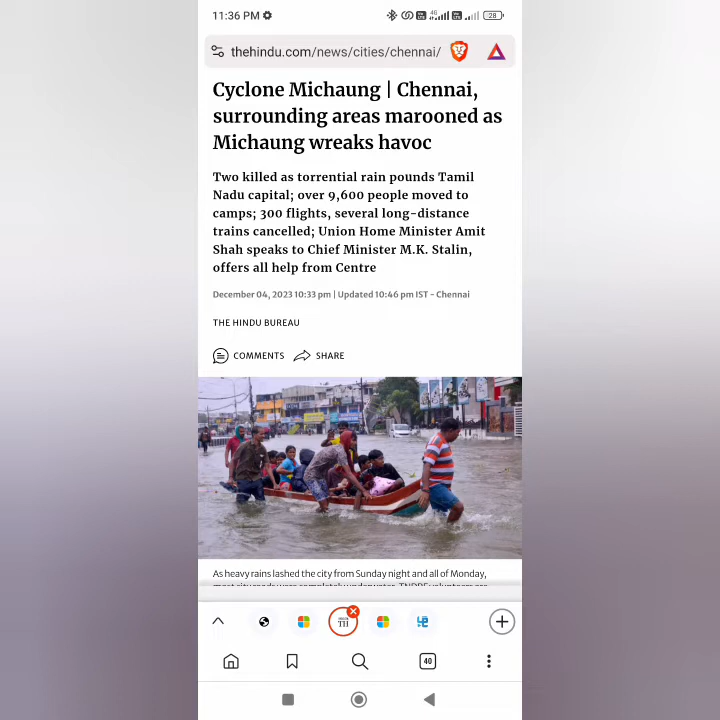 11:36 PM
4G
28
thehindu.com/news/cities/chennai/
Cyclone Michaung | Chennai,
surrounding areas marooned as
Michaung wreaks havoc
Two killed as torrential rain pounds Tamil
Nadu capital; over 9,600 people moved to
camps; 300 flights, several long-distance
trains cancelled; Union Home Minister Amit
Shah speaks to Chief Minister M.K. Stalin,
offers all help from Centre
December 04, 2023 10:33 pm | Updated 10:46 pm IST - Chennai
THE HINDU BUREAU
COMMENTS SHARE
As heavy rains lashed the city from Sunday night and all of Monday,
TH
40